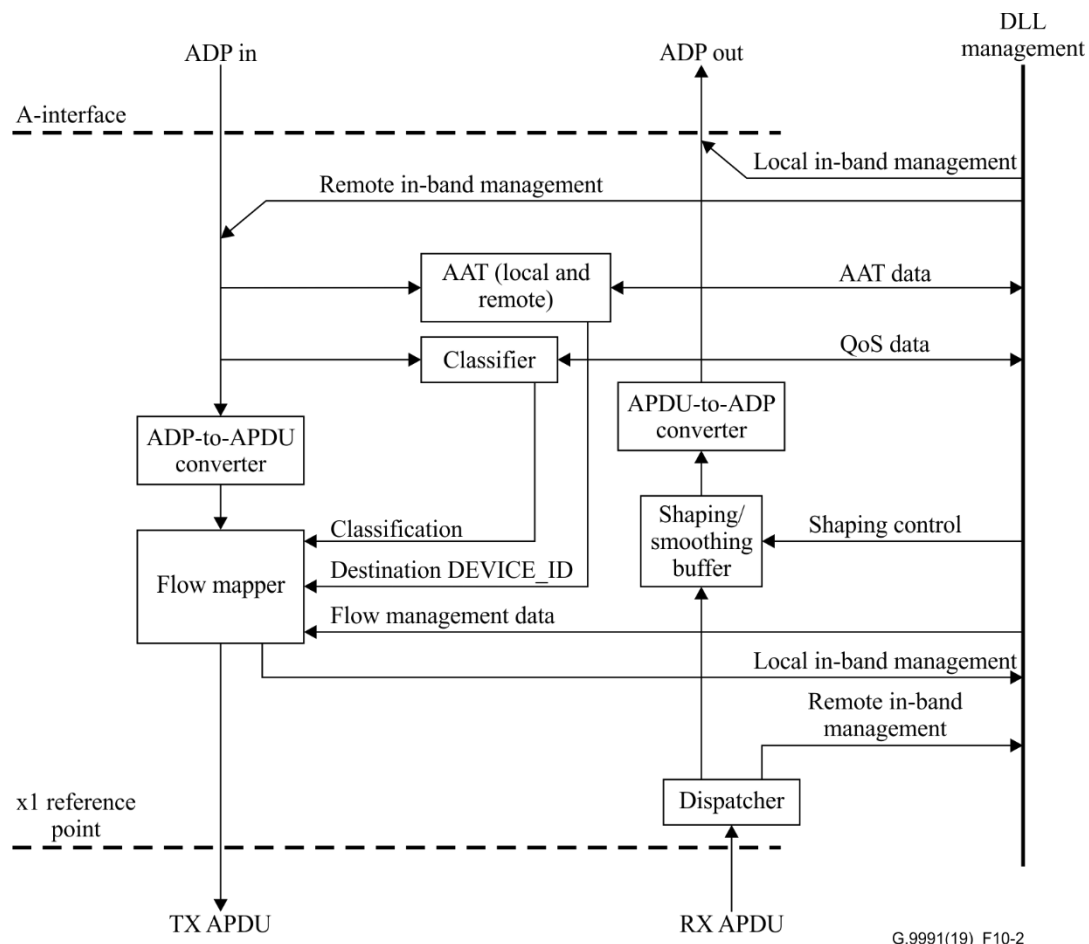 DLL
management
ADP in
ADP out
A-interface
Local in-band management
Remote in-band management
AAT (local and
remote)
AAT data
Classifier
QoS data
APDU-to-ADP
converter
ADP-to-APDU
converter
Shaping/
smoothing
buffer
Shaping control
Classification
Flow mapper
Destination DEVICE_ID
Flow management data
Local in-band management
Remote in-band
management
Dispatcher
x1 reference
point
TX APDU
RX APDU
G.9991(19)_F10-2